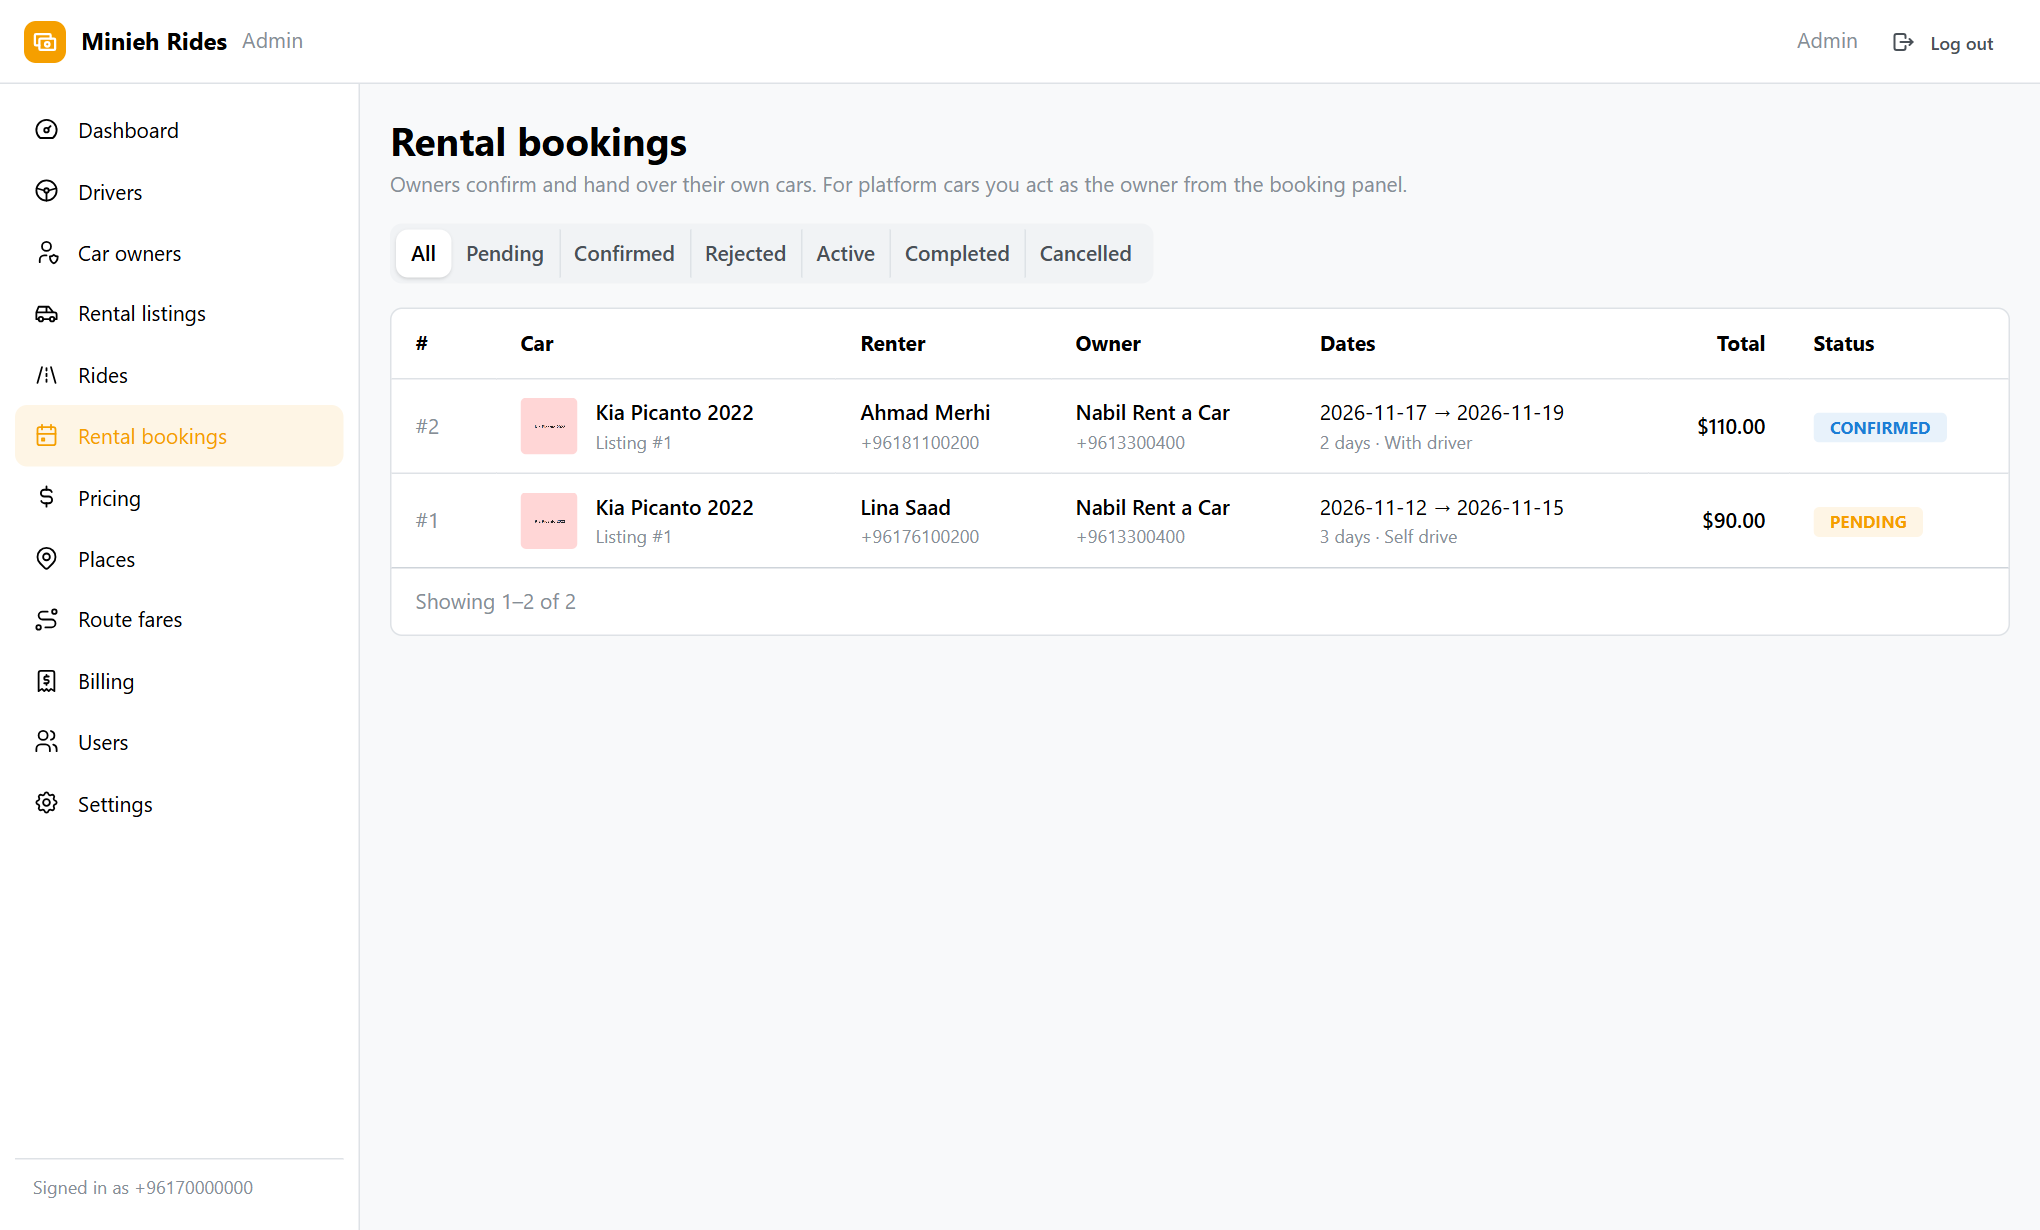 Minieh Rides Admin
Admin
Log out
Dashboard
Drivers
Car owners
Rental listings
Rides
Rental bookings
Pricing
Places
Route fares
Billing
Users
Settings
Signed in as +96170000000
Rental bookings
Owners confirm and hand over their own cars. For platform cars you act as the owner from the booking panel.
All Pending Confirmed Rejected Active Completed Cancelled
# Car Renter Owner Dates Total Status
#2 Kia Picanto 2022 Ahmad Merhi Nabil Rent a Car 2026-11-17 → 2026-11-19 $110.00 CONFIRMED
Listing #1 +96181100200 +9613300400 2 days · With driver
#1 Kia Picanto 2022 Lina Saad Nabil Rent a Car 2026-11-12 → 2026-11-15 $90.00 PENDING
Listing #1 +96176100200 +9613300400 3 days · Self drive
Showing 1–2 of 2